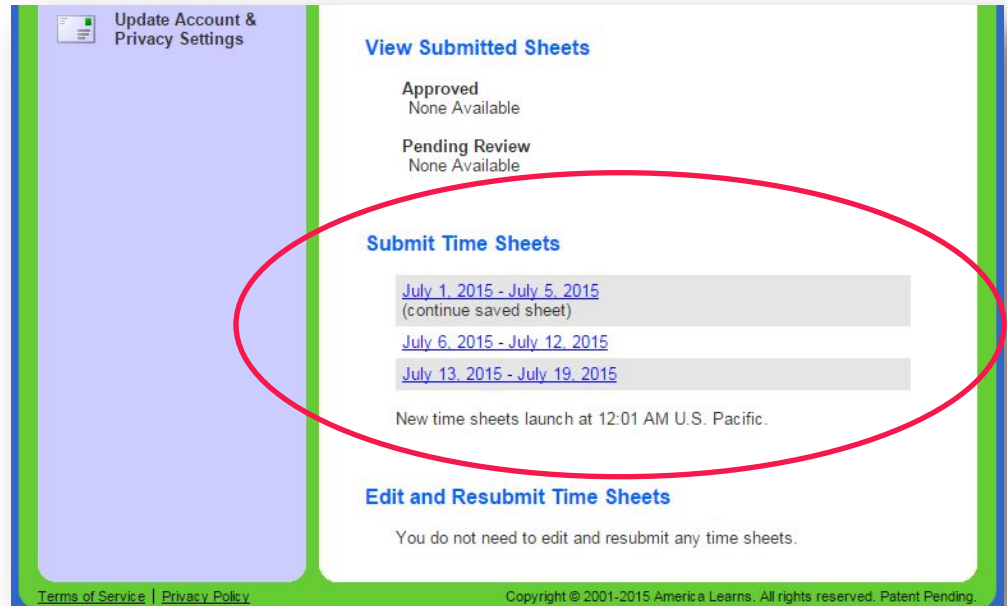 Update Account &
Privacy Settings
View Submitted Sheets
Approved
None Available
Pending Review
None Available
Submit Time Sheets
July 1, 2015 - July 5, 2015
(continue saved sheet)
July 6, 2015 - July 12, 2015
July 13, 2015 - July 19, 2015
New time sheets launch at 12:01 AM U.S. Pacific.
Edit and Resubmit Time Sheets
You do not need to edit and resubmit any time sheets.
Terms of Service | Privacy Policy
Copyright © 2001-2015 America Learns. All rights reserved. Patent Pending.